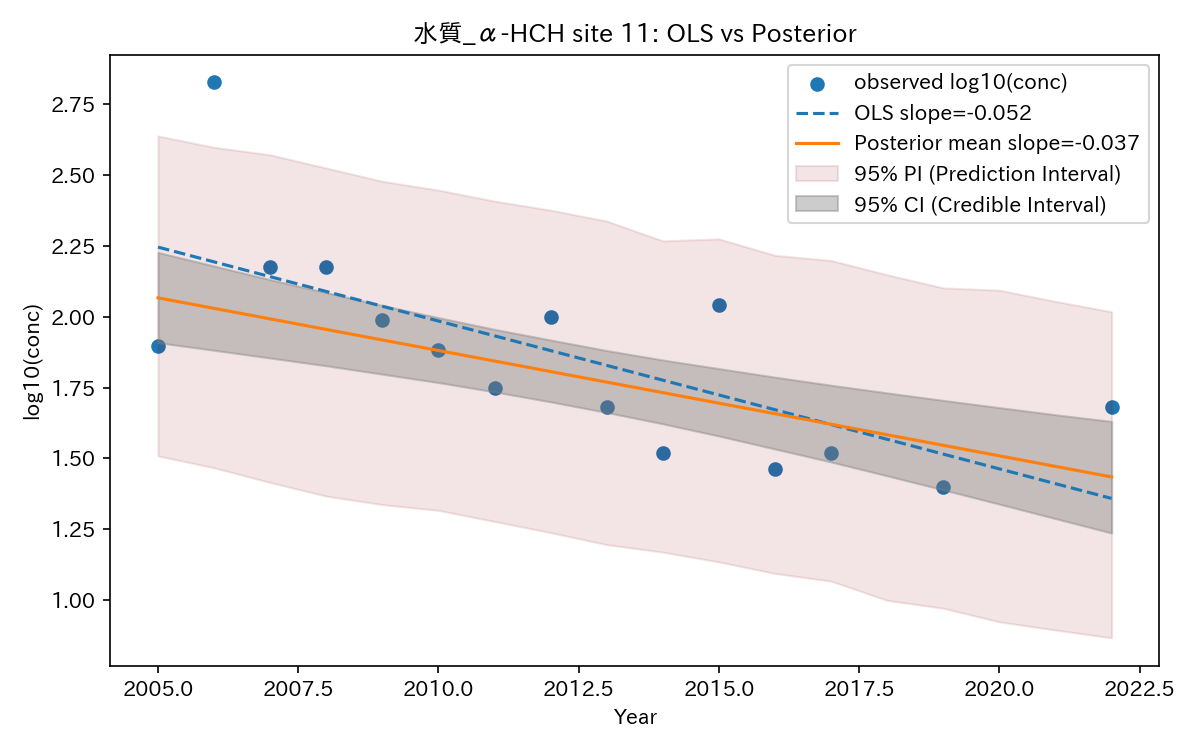 水質_α-HCH site 11: OLS vs Posterior
observed log10(conc)
OLS slope=-0.052
Posterior mean slope=-0.037
95% PI (Prediction Interval)
95% CI (Credible Interval)
log10(conc)
2.75
2.50
2.25
2.00
1.75
1.50
1.25
1.00
2005.0 2007.5 2010.0 2012.5 2015.0 2017.5 2020.0 2022.5
Year